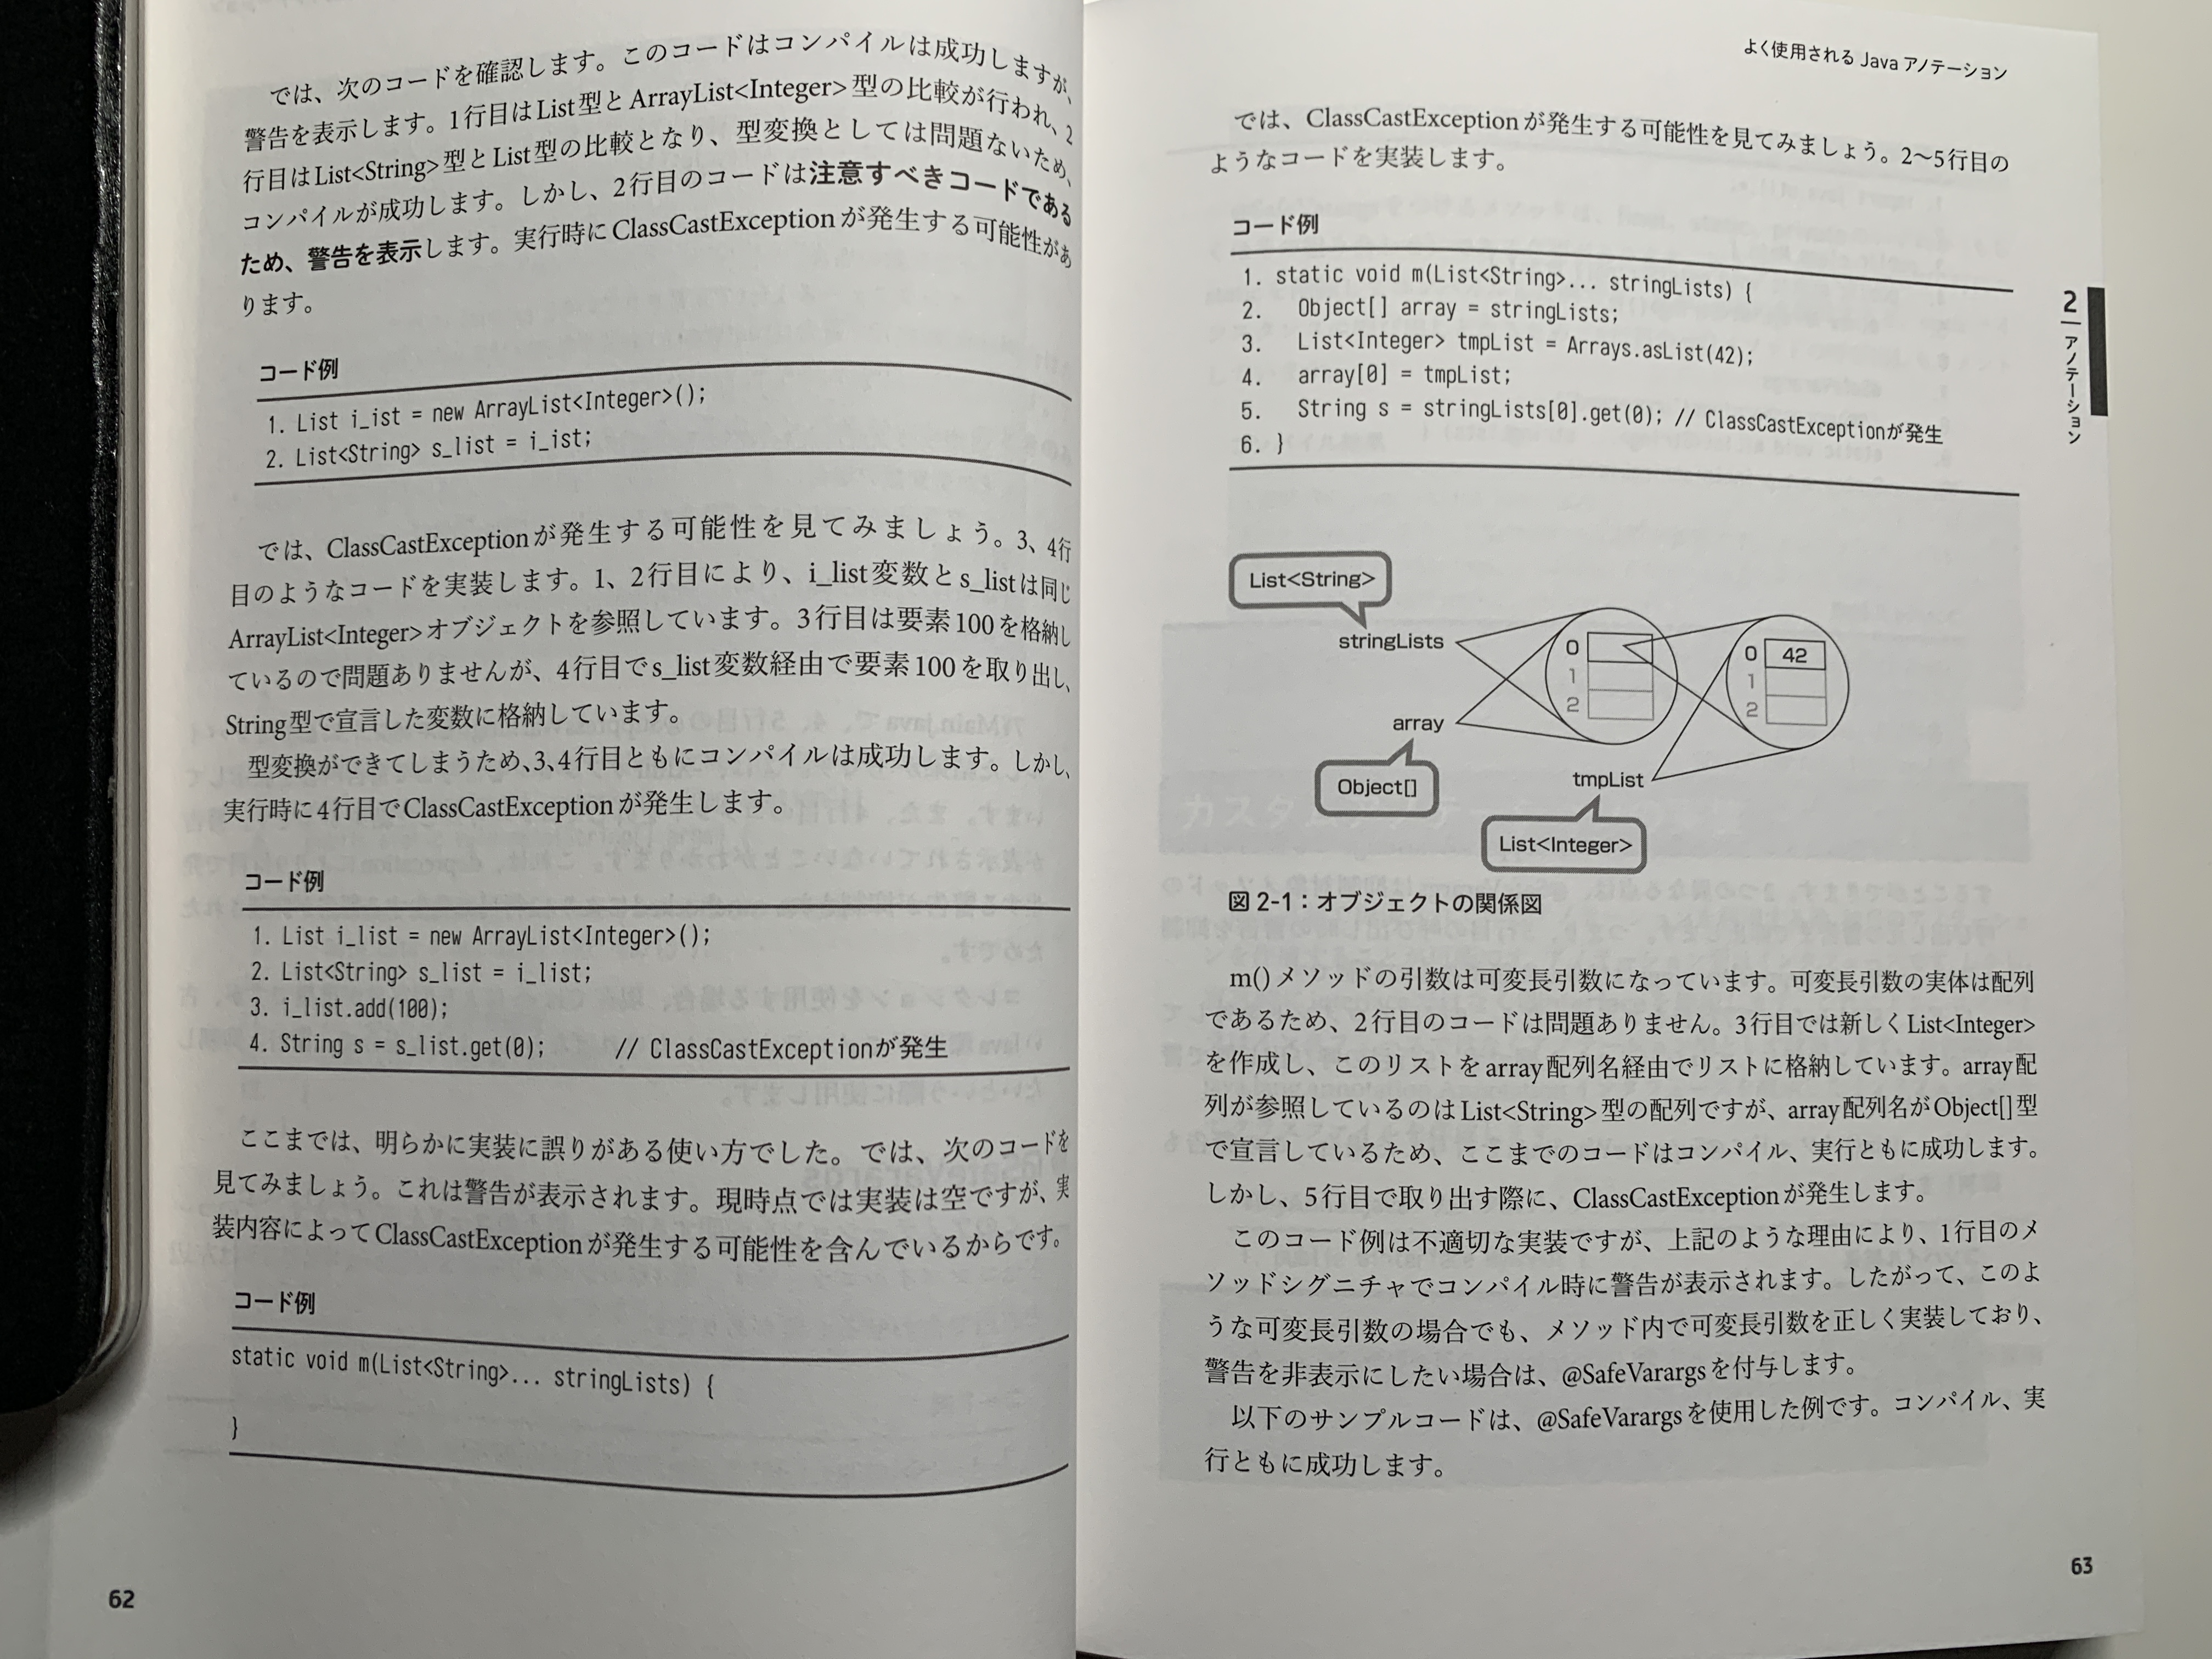 では、次のコードを確認します。このコードはコンパイルは成功しますが、
警告を表示します。1行目はList型とArrayList<Integer>型の比較が行われ、2
行目はList<String>型とList型の比較となり、型変換としては問題ないため、
コンパイルが成功します。しかし、2行目のコードは注意すべきコードである
ため、警告を表示します。実行時にClassCastExceptionが発生する可能性があ
ります。
コード例
1. List i_ist = new ArrayList<Integer>();
2. List<String> s_list = i_ist;
では、ClassCastExceptionが発生する可能性を見てみましょう。3、4行
目のようなコードを実装します。1、2行目により、i_list変数とs_listは同じ
ArrayList<Integer>オブジェクトを参照しています。3行目は要素100を格納し
ているので問題ありませんが、4行目でs_list変数経由で要素100を取り出し、
String型で宣言した変数に格納しています。
型変換ができてしまうため、3、4行目ともにコンパイルは成功します。しかし、
実行時に4行目でClassCastExceptionが発生します。
コード例
1. List i_list = new ArrayList<Integer>();
2. List<String> s_list = i_list;
3. i_list.add(100);
4. String s = s_list.get(0); // ClassCastExceptionが発生
ここまでは、明らかに実装に誤りがある使い方でした。では、次のコードを
見てみましょう。これは警告が表示されます。現時点では実装は空ですが、実
装内容によってClassCastExceptionが発生する可能性を含んでいるからです。
コード例
static void m(List<String>... stringLists) {
}
62
よく使用される Java アノテーション
では、ClassCastExceptionが発生する可能性を見てみましょう。2〜5行目の
ようなコードを実装します。
コード例
1. static void m(List<String>... stringLists) {
2. Object[] array = stringLists;
3. List<Integer> tmpList = Arrays.asList(42);
4. array[0] = tmpList;
5. String s = stringLists[0].get(0); // ClassCastExceptionが発生
6. }
2
アノテーション
List<String>
stringLists
0
1
2
0 42
1
2
array
Object[]
tmpList
List<Integer>
図 2-1：オブジェクトの関係図
m()メソッドの引数は可変長引数になっています。可変長引数の実体は配列
であるため、2行目のコードは問題ありません。3行目では新しくList<Integer>
を作成し、このリストをarray配列名経由でリストに格納しています。array配
列が参照しているのはList<String>型の配列ですが、array配列名がObject[]型
で宣言しているため、ここまでのコードはコンパイル、実行ともに成功します。
しかし、5行目で取り出す際に、ClassCastExceptionが発生します。
このコード例は不適切な実装ですが、上記のような理由により、1行目のメ
ソッドシグニチャでコンパイル時に警告が表示されます。したがって、このよ
うな可変長引数の場合でも、メソッド内で可変長引数を正しく実装しており、
警告を非表示にしたい場合は、@SafeVarargsを付与します。
以下のサンプルコードは、@SafeVarargsを使用した例です。コンパイル、実
行ともに成功します。
63